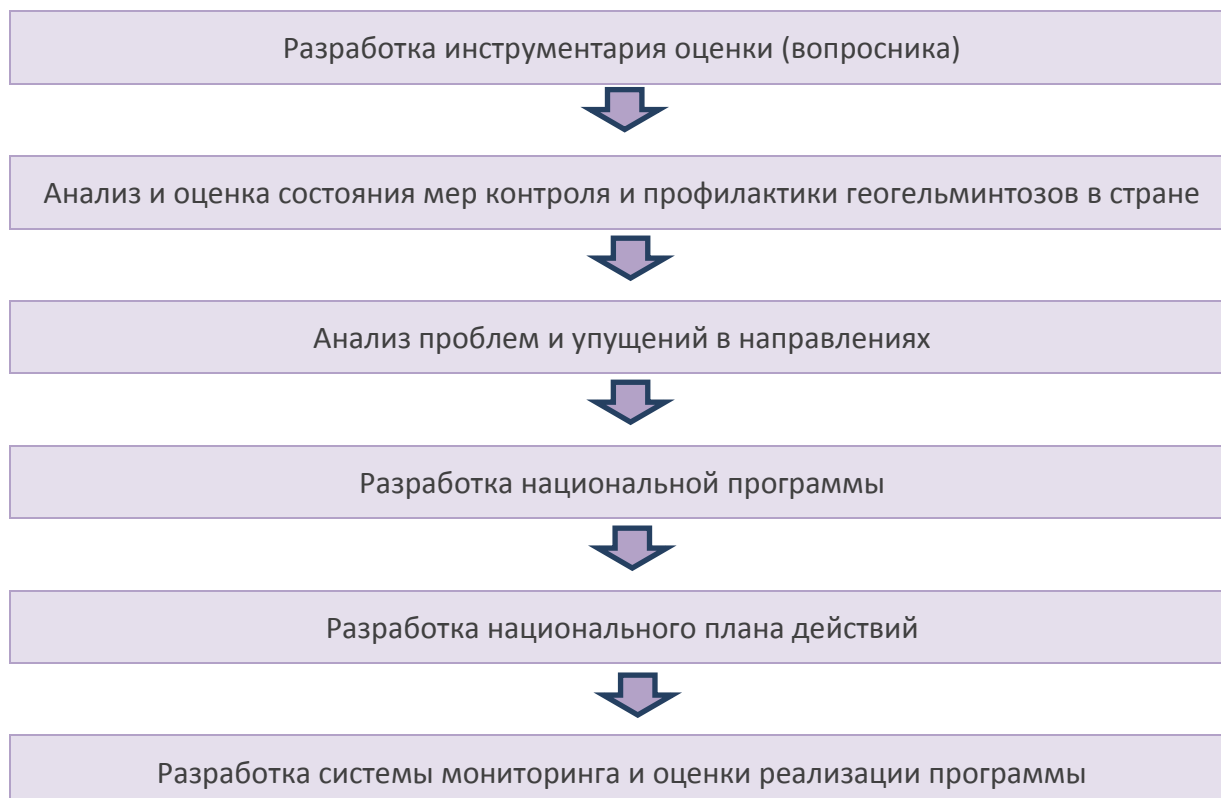 Разработка инструментария оценки (вопросника)
Анализ и оценка состояния мер контроля и профилактики геогельминтозов в стране
Анализ проблем и упущений в направлениях
Разработка национальной программы
Разработка национального плана действий
Разработка системы мониторинга и оценки реализации программы